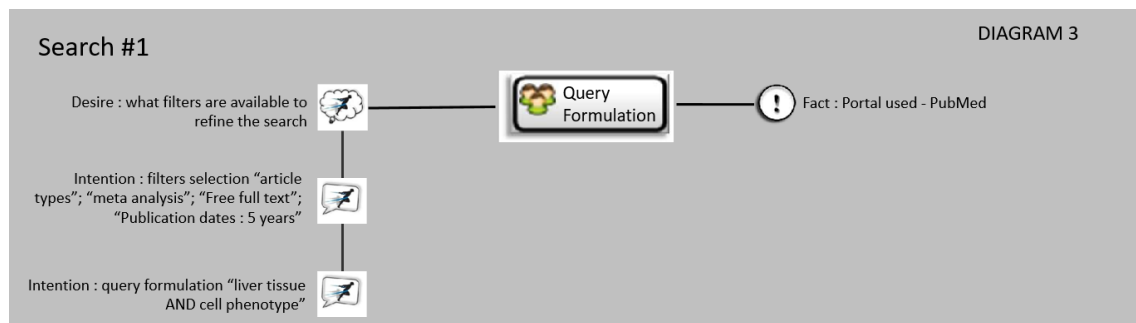 DIAGRAM 3
Search #1
Desire : what filters are available to
refine the search
Query
Formulation
Fact : Portal used - PubMed
Intention : filters selection “article
types”; “meta analysis”; “Free full text”;
“Publication dates : 5 years”
Intention : query formulation “liver tissue
AND cell phenotype”